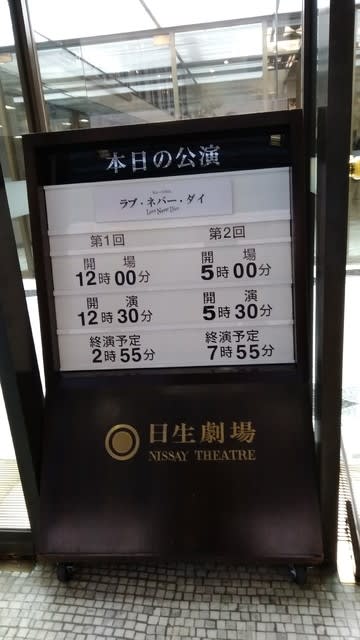 本日の公演
ラブ・ネバー・ダイ
Love Never Dies
第1回 第2回
開場 開場
12時00分 5時00分
開演 開演
12時30分 5時30分
終演予定 終演予定
2時55分 7時55分
日生劇場
NISSAY THEATRE